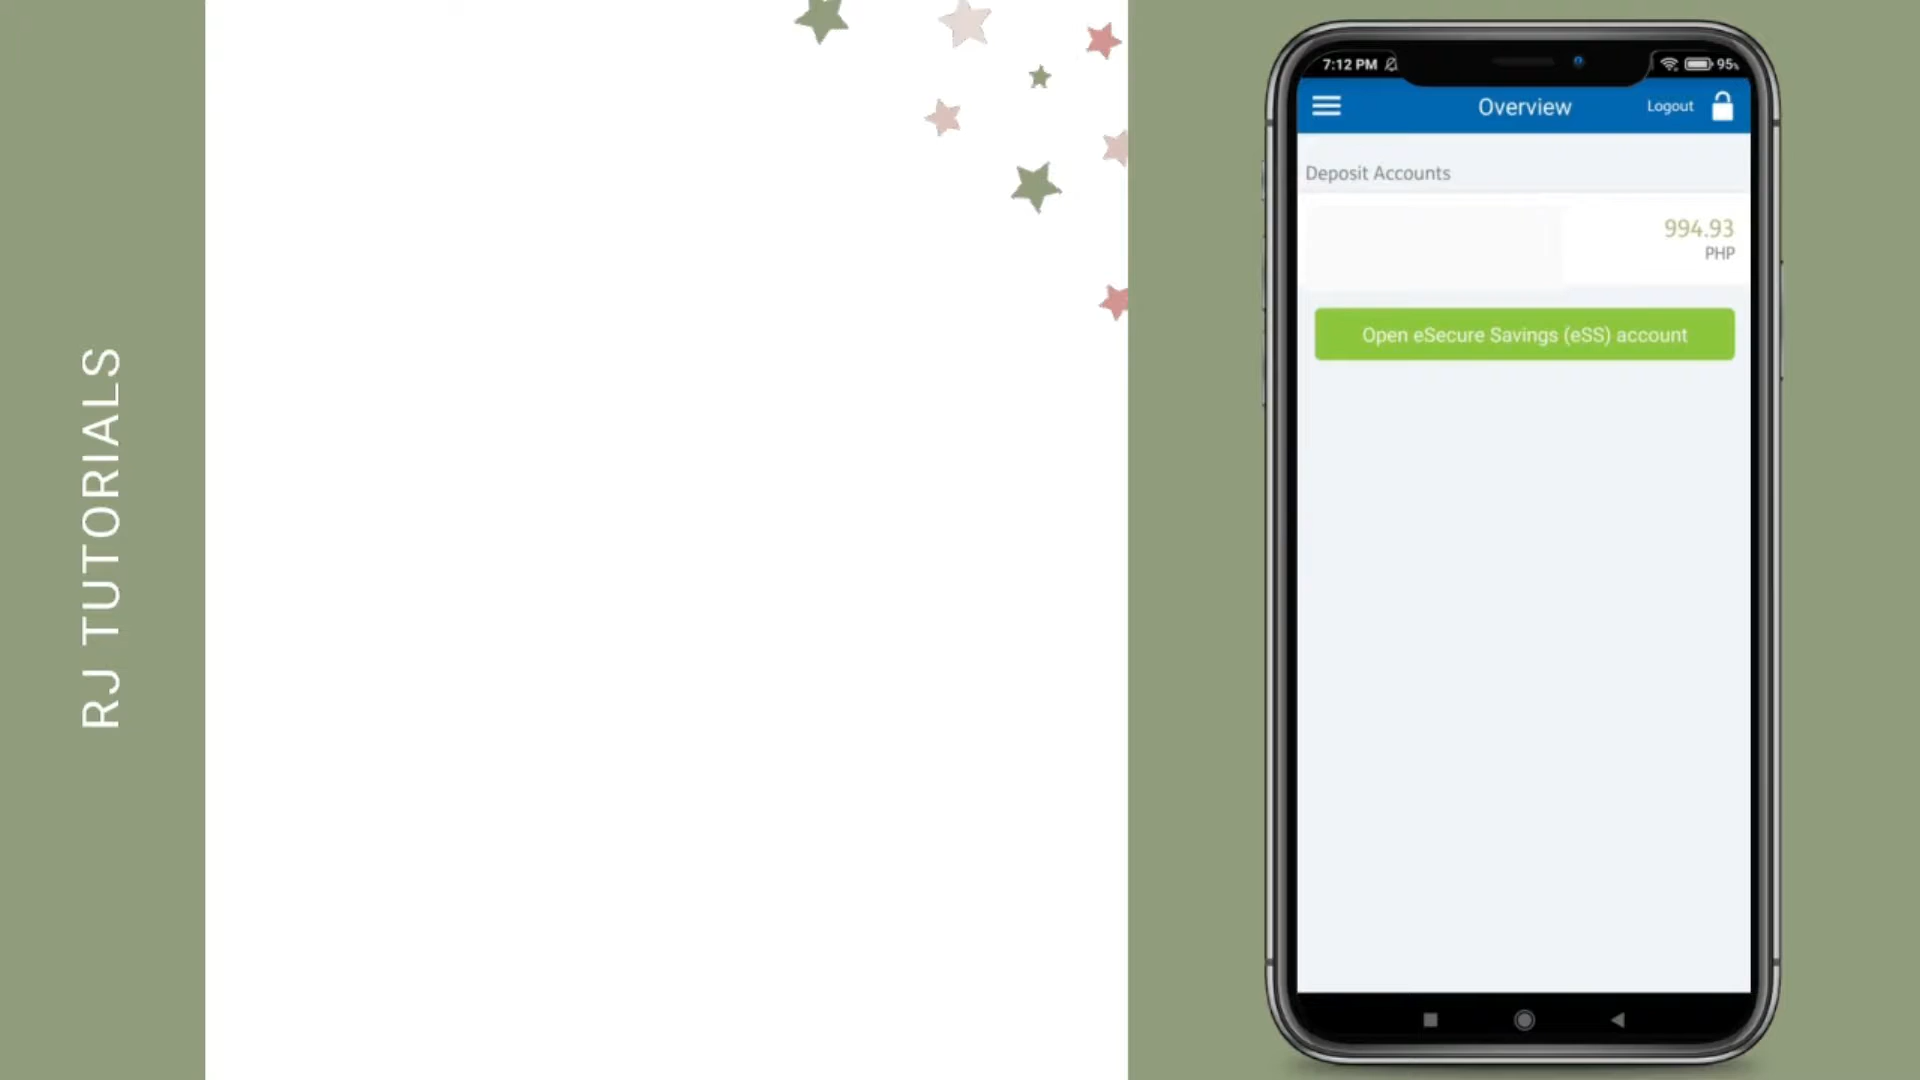 RJ TUTORIALS
7:12 PM 95%
Overview Logout
Deposit Accounts
994.93
PHP
Open eSecure Savings (eSS) account